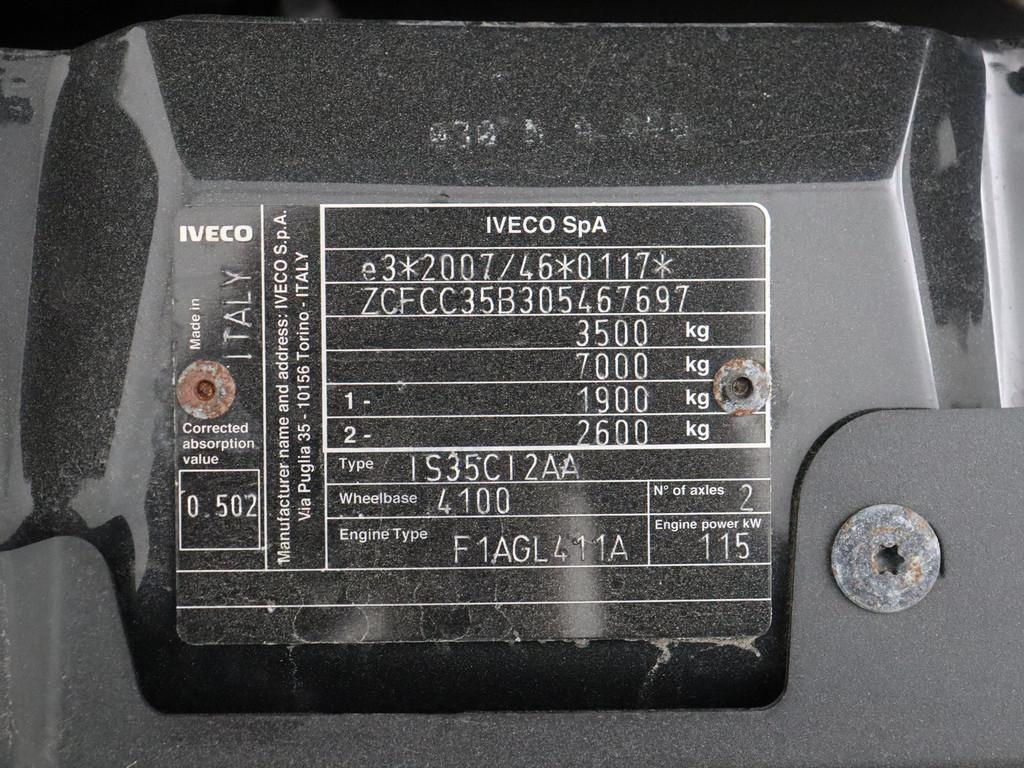 IVECO
Made in
ITALY
Corrected
absorption
value
0.502
Manufacturer name and address: IVECO S.p.A.
Via Puglia 35 - 10156 Torino - ITALY
IVECO SpA
e3*2007/46*0117*
ZCFCC35B305467697
3500 kg
7000 kg
1- 1900 kg
2- 2600 kg
Type IS35CI2AA
Wheelbase 4100
N° of axles 2
Engine Type F1AGL411A
Engine power kW
115